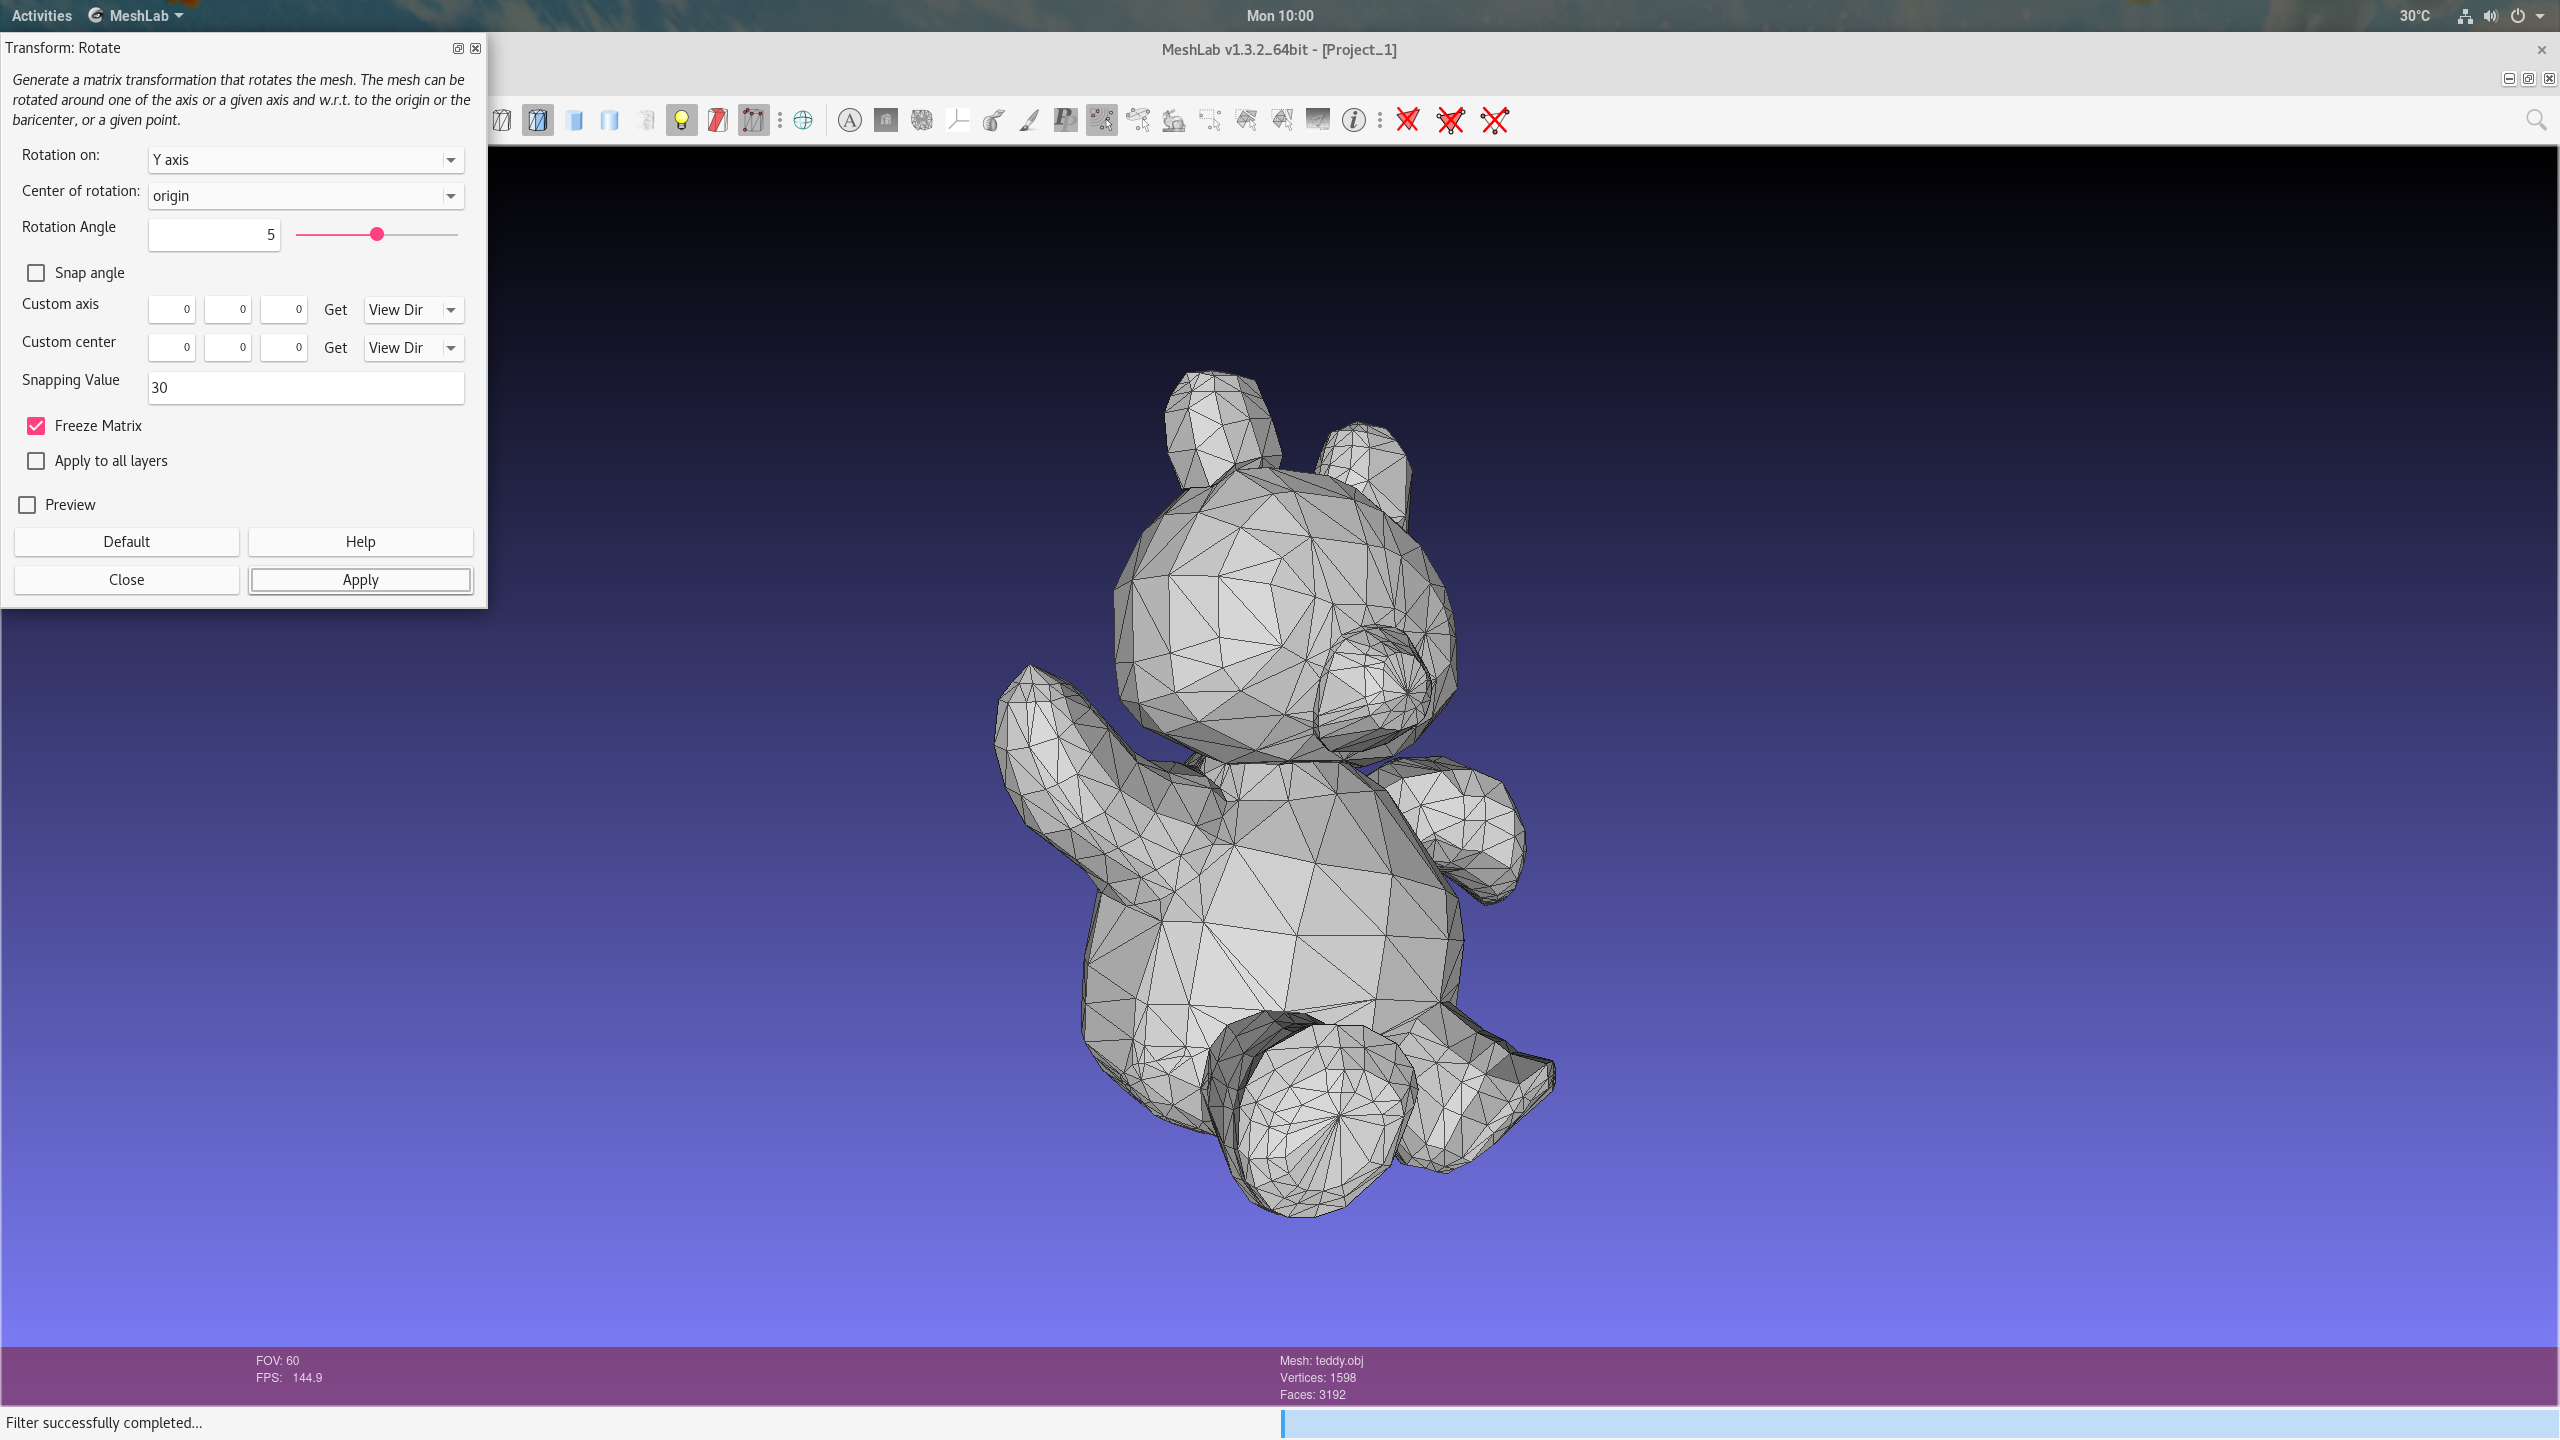 Activities MeshLab Mon 10:00 30°C
Transform: Rotate
MeshLab v1.3.2_64bit - [Project_1]
Generate a matrix transformation that rotates the mesh. The mesh can be
rotated around one of the axis or a given axis and w.r.t. to the origin or the
baricenter, or a given point.
Rotation on: Y axis
Center of rotation: origin
Rotation Angle 5
Snap angle
Custom axis 0 0 0 Get View Dir
Custom center 0 0 0 Get View Dir
Snapping Value 30
Freeze Matrix
Apply to all layers
Preview
Default Help
Close Apply
FOV: 60
FPS: 144.9
Mesh: teddy.obj
Vertices: 1598
Faces: 3192
Filter successfully completed...